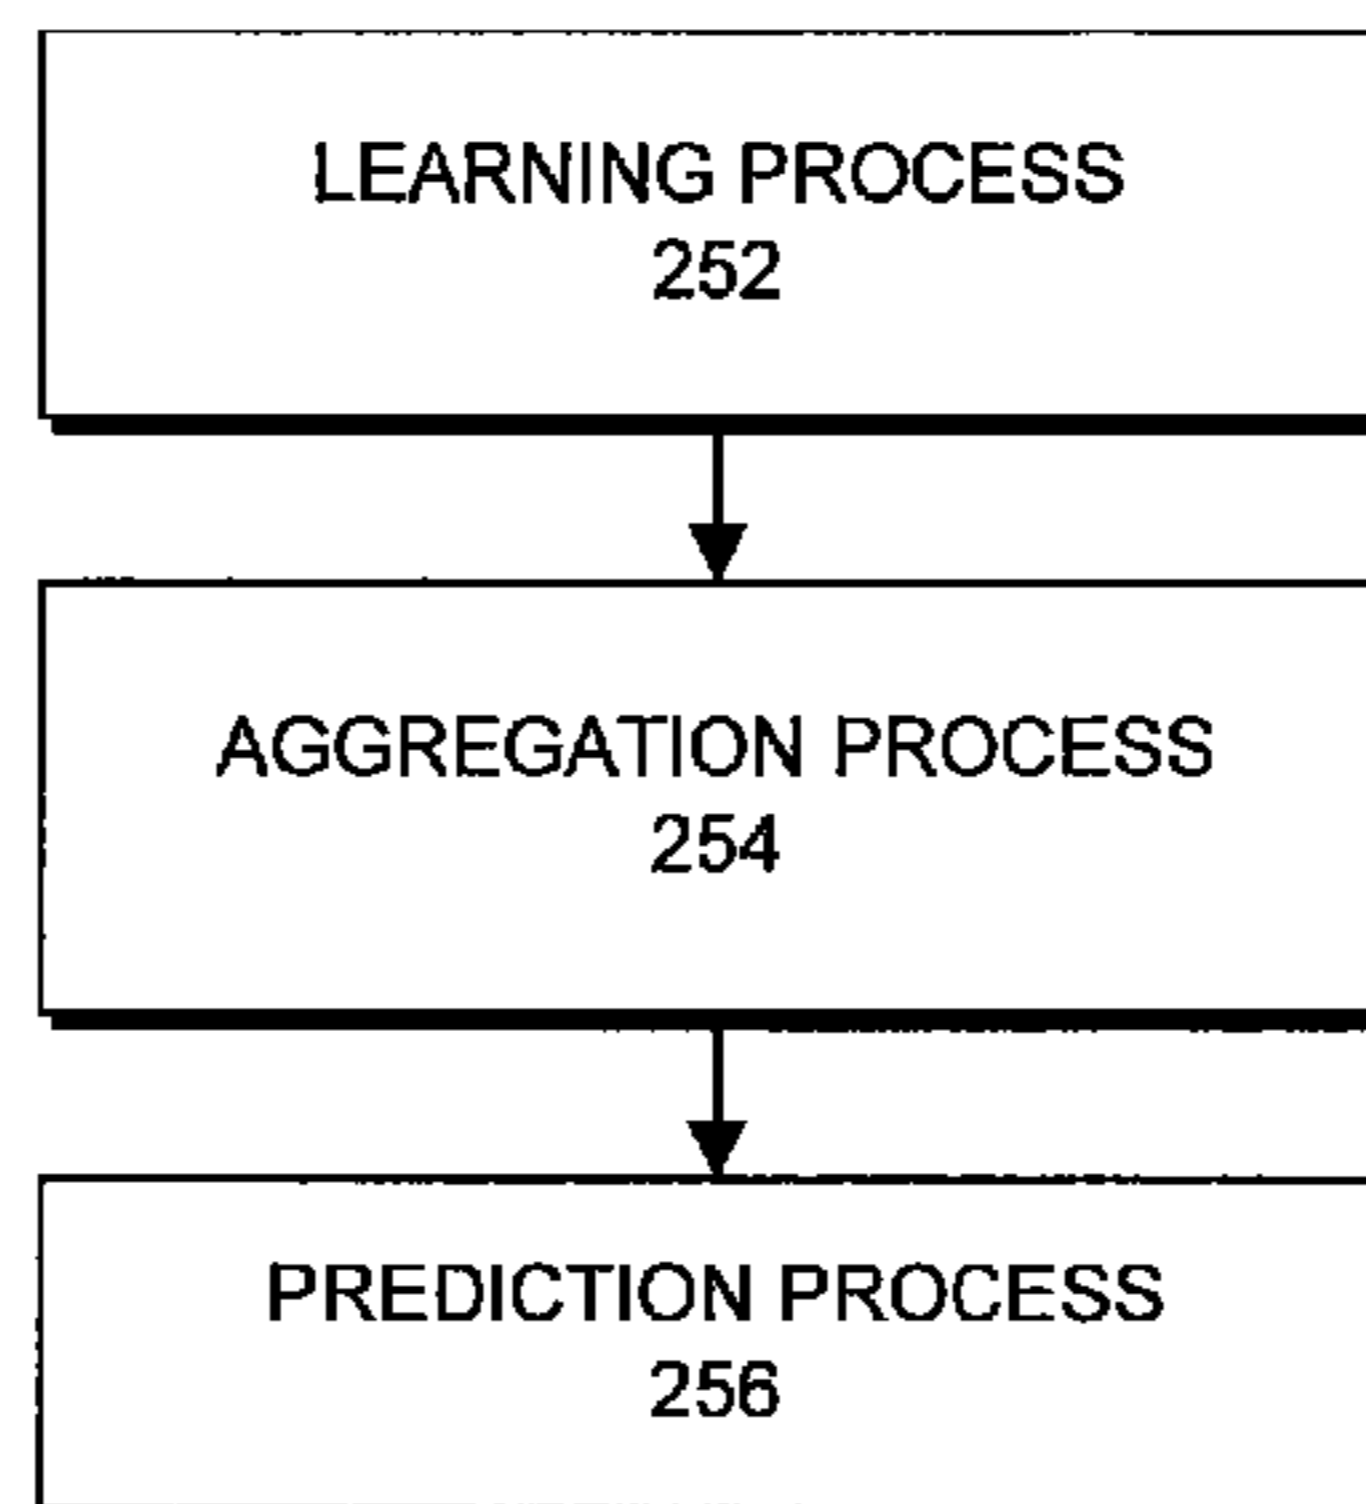 LEARNING PROCESS
252
AGGREGATION PROCESS
254
PREDICTION PROCESS
256